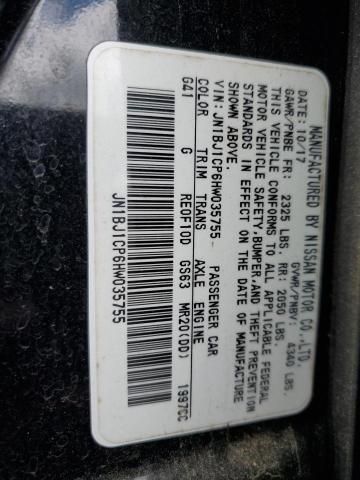 MANUFACTURED BY NISSAN MOTOR CO.,LTD.
DATE: 10/17 GVWR/PNBV: 4340 LBS.
GAWR/PNBE FR: 2325 LBS. RR: 2050 LBS.
THIS VEHICLE CONFORMS TO ALL APPLICABLE FEDERAL
MOTOR VEHICLE SAFETY,BUMPER,AND THEFT PREVENTION
STANDARDS IN EFFECT ON THE DATE OF MANUFACTURE
SHOWN ABOVE.
VIN:JN1BJ1CP6HW035755 PASSENGER CAR
COLOR TRIM TRANS AXLE ENGINE
G41 G RE0F10D GS63 MR20(DD) 1997CC
JN1BJ1CP6HW035755